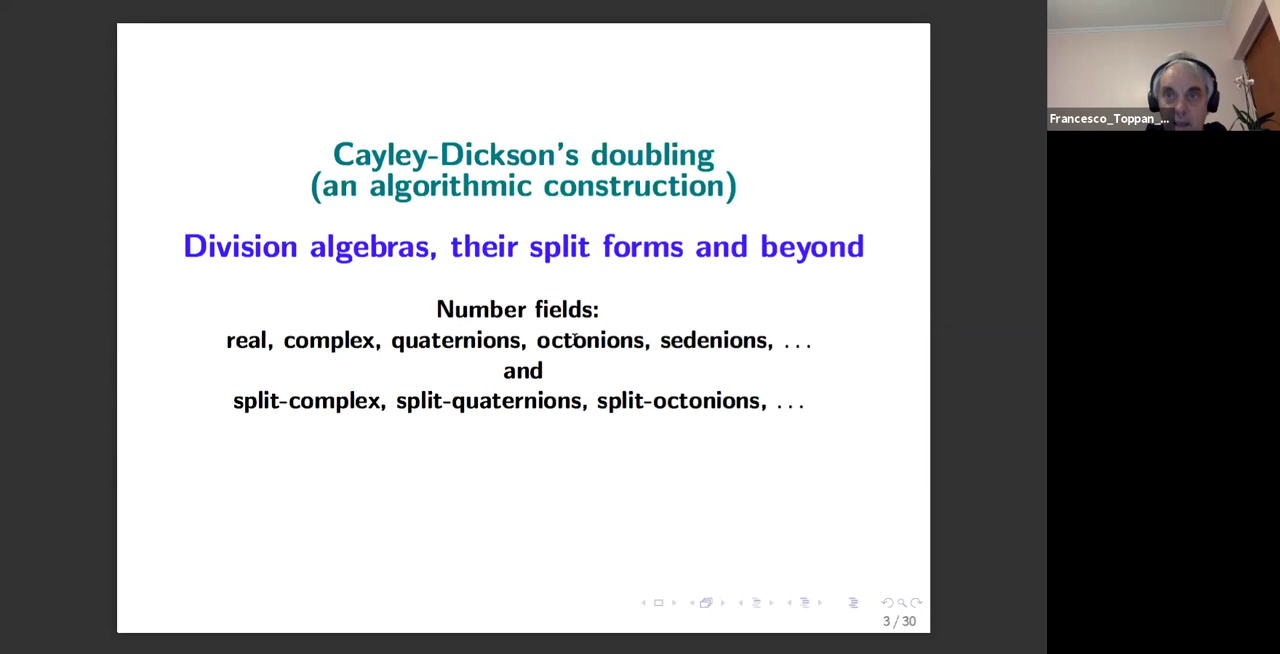 Cayley-Dickson's doubling
(an algorithmic construction)
Division algebras, their split forms and beyond
Number fields:
real, complex, quaternions, octonions, sedenions, . . .
and
split-complex, split-quaternions, split-octonions, . . .
3 / 30
Francesco_Toppan_...